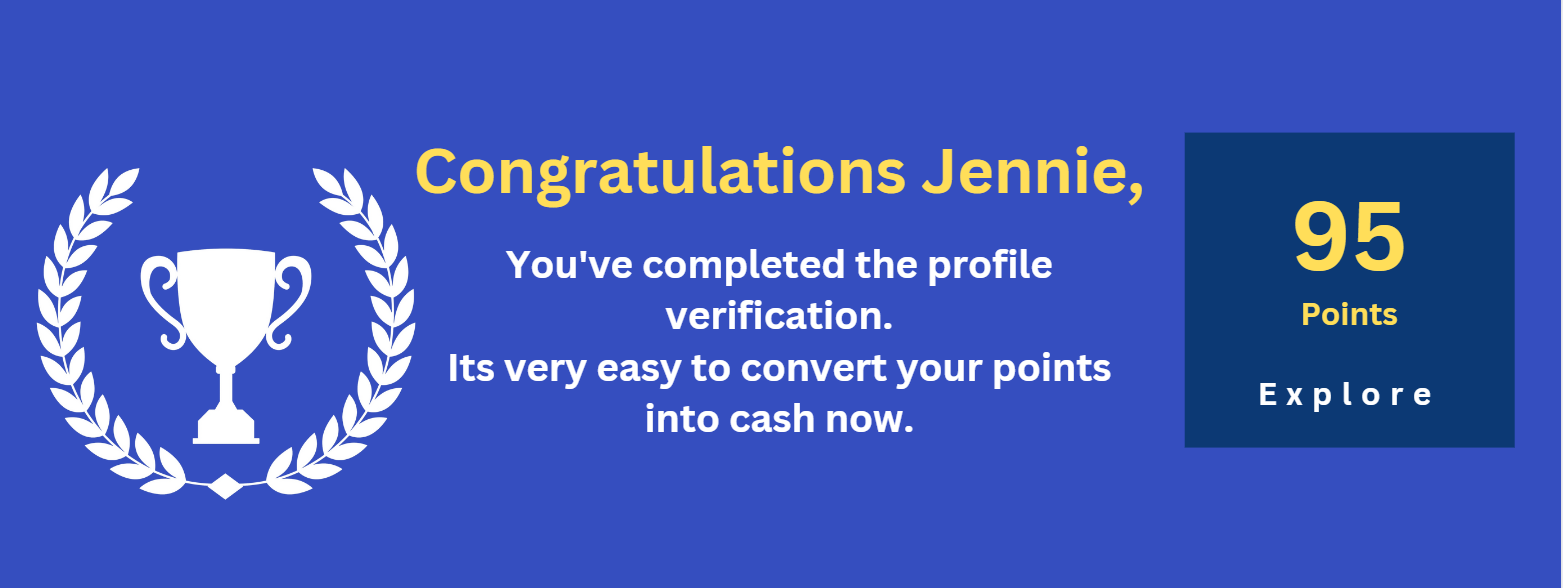 Congratulations Jennie,
You've completed the profile
verification.
Its very easy to convert your points
into cash now.
95
Points
Explore